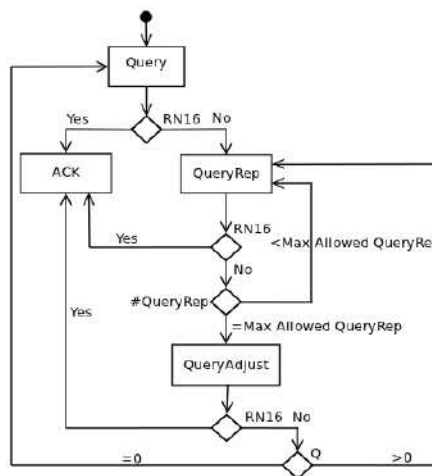 Query
Yes
RN16 No
ACK
QueryRep
RN16
Yes
<Max Allowed QueryRe
No
#QueryRep
Yes
=Max Allowed QueryRep
QueryAdjust
RN16 No
Q
=0
>0